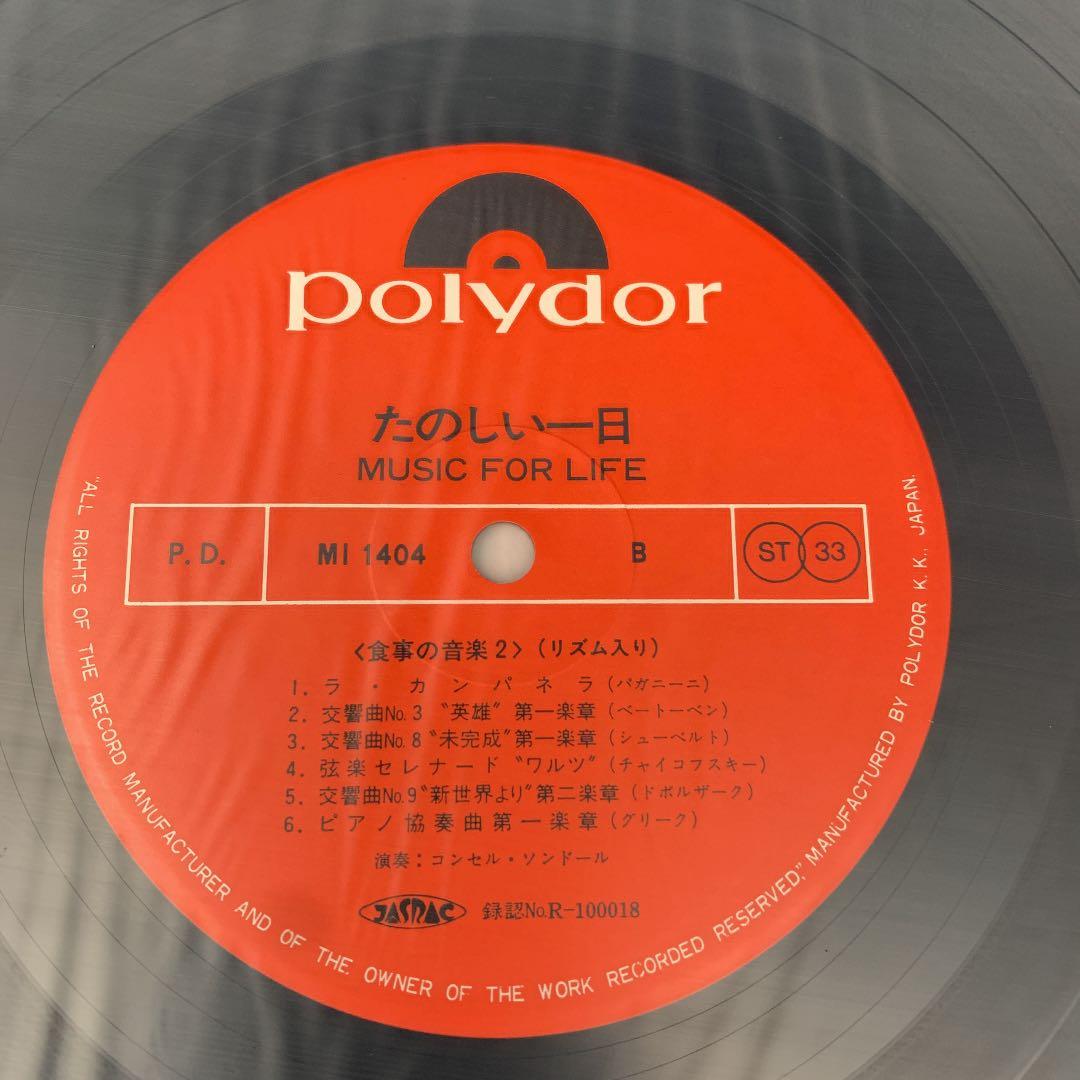 polydor
たのしい一日
MUSIC FOR LIFE
P.D. MI 1404 B ST 33
〈食事の音楽2〉(リズム入り)
1. ラ・カンパネラ(パガニーニ)
2. 交響曲No.3 “英雄” 第一楽章(ベートーベン)
3. 交響曲No.8“未完成”第一楽章(シューベルト)
4. 弦楽セレナード “ワルツ”(チャイコフスキー)
5. 交響曲No.9“新世界より”第二楽章(ドボルザーク)
6. ピアノ協奏曲第一楽章(グリーク)
演奏:コンセル・ソンドール
JASRAC 録認No.R-100018
"ALL RIGHTS OF THE RECORD MANUFACTURER AND OF THE OWNER OF THE WORK RECORDED RESERVED," MANUFACTURED BY POLYDOR K.K., JAPAN.